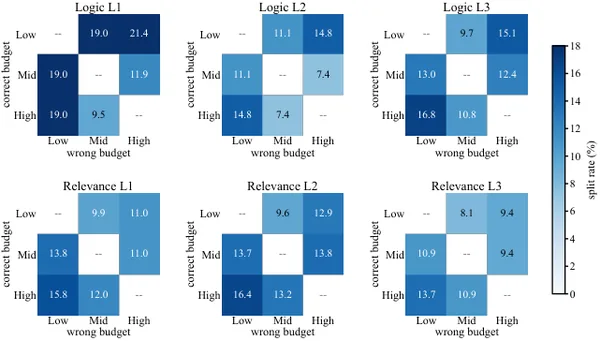 Logic L1 Logic L2 Logic L3
Low -- 19.0 21.4 Low -- 11.1 14.8 Low -- 9.7 15.1 18
correct budget Mid 19.0 -- 11.9 correct budget Mid 11.1 -- 7.4 correct budget Mid 13.0 -- 12.4 16
High 19.0 9.5 -- High 14.8 7.4 -- High 16.8 10.8 -- 14
Low Mid High Low Mid High Low Mid High 12
wrong budget wrong budget wrong budget 10
split rate (%)
Relevance L1 Relevance L2 Relevance L3 8
Low -- 9.9 11.0 Low -- 9.6 12.9 Low -- 8.1 9.4 6
correct budget Mid 13.8 -- 11.0 correct budget Mid 13.7 -- 13.8 correct budget Mid 10.9 -- 9.4 4
High 15.8 12.0 -- High 16.4 13.2 -- High 13.7 10.9 -- 2
0
Low Mid High Low Mid High Low Mid High
wrong budget wrong budget wrong budget